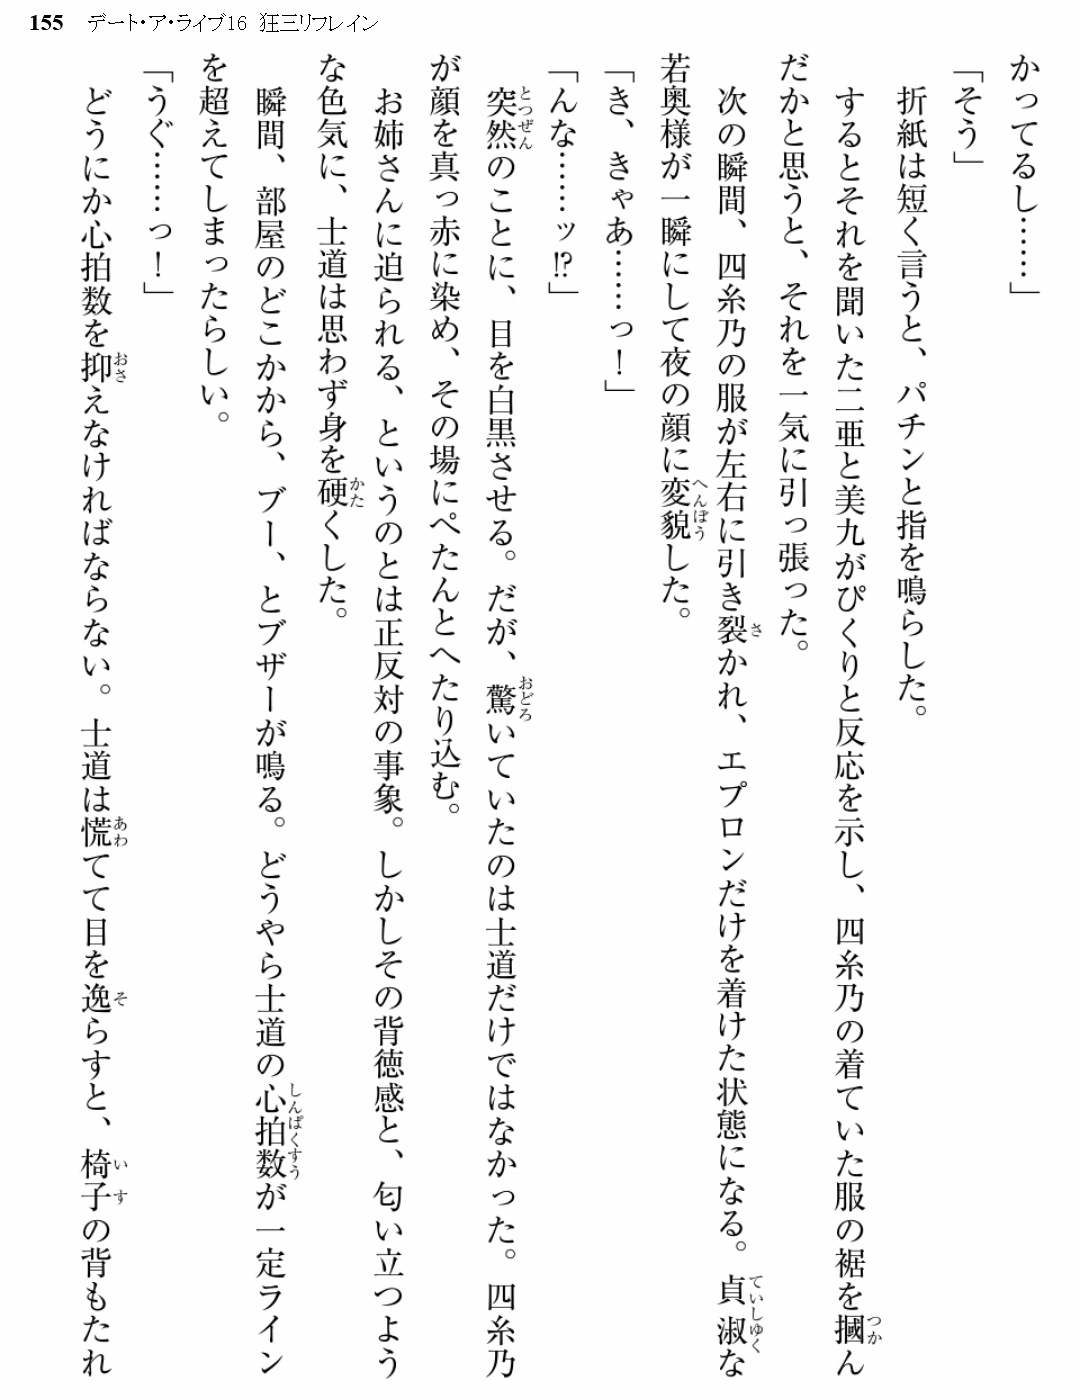 155 デート・ア・ライブ16 狂三リフレイン
かってるし……」
「そう」
折紙は短く言うと、パチンと指を鳴らした。
するとそれを聞いた二亜と美九がぴくりと反応を示し、四糸乃の着ていた服の裾を摑ん
だかと思うと、それを一気に引っ張った。
次の瞬間、四糸乃の服が左右に引き裂かれ、エプロンだけを着けた状態になる。貞淑な
若奥様が一瞬にして夜の顔に変貌した。
「き、きゃあ……っ！」
「んな……ッ!?」
突然のことに、目を白黒させる。だが、驚いていたのは士道だけではなかった。四糸乃
が顔を真っ赤に染め、その場にぺたんとへたり込む。
お姉さんに迫られる、というのとは正反対の事象。しかしその背徳感と、匂い立つよう
な色気に、士道は思わず身を硬くした。
瞬間、部屋のどこかから、ブー、とブザーが鳴る。どうやら士道の心拍数が一定ライン
を超えてしまったらしい。
「うぐ……っ！」
どうにか心拍数を抑えなければならない。士道は慌てて目を逸らすと、椅子の背もたれ